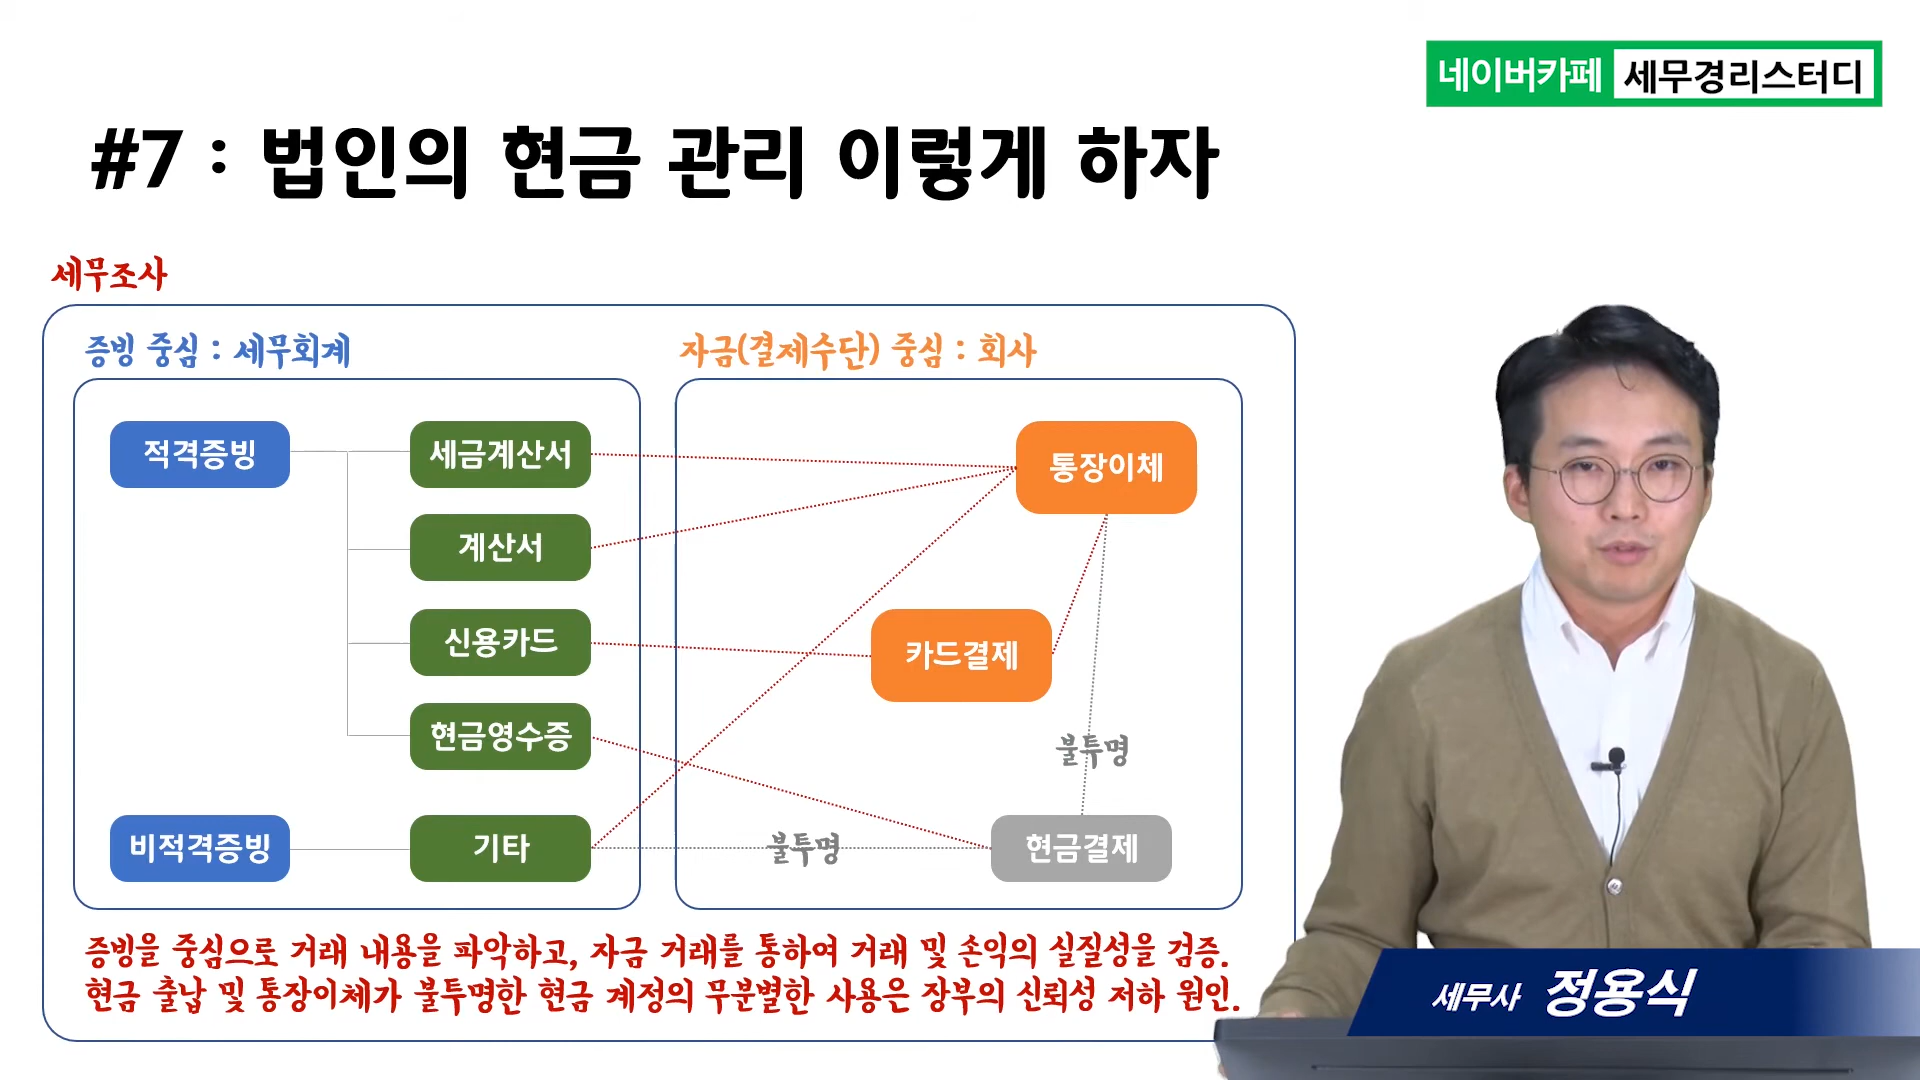 네이버카페 세무경리스터디
#7 : 법인의 현금 관리 이렇게 하자
세무조사
증빙 중심 : 세무회계
자금(결제수단) 중심 : 회사
적격증빙
세금계산서
통장이체
계산서
신용카드
카드결제
현금영수증
불투명
비적격증빙
기타
불투명
현금결제
증빙을 중심으로 거래 내용을 파악하고, 자금 거래를 통하여 거래 및 손익의 실질성을 검증.
현금 출납 및 통장이체가 불투명한 현금 계정의 무분별한 사용은 장부의 신뢰성 저하 원인.
세무사 정용식